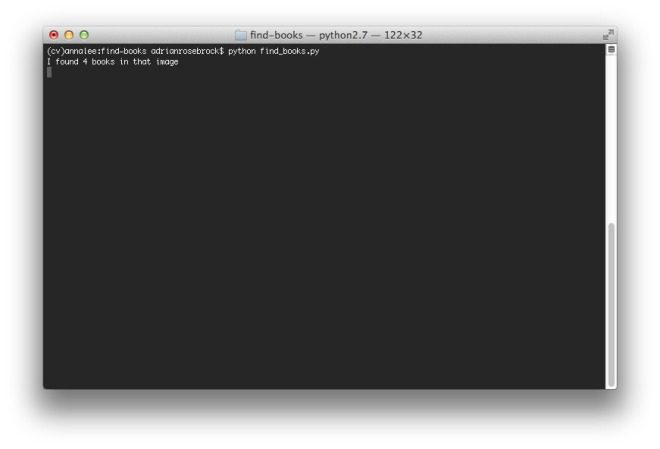 find-books — python2.7 — 122×32
(cv)annalee:find-books adrianrosebrock$ python find_books.py
I found 4 books in that image